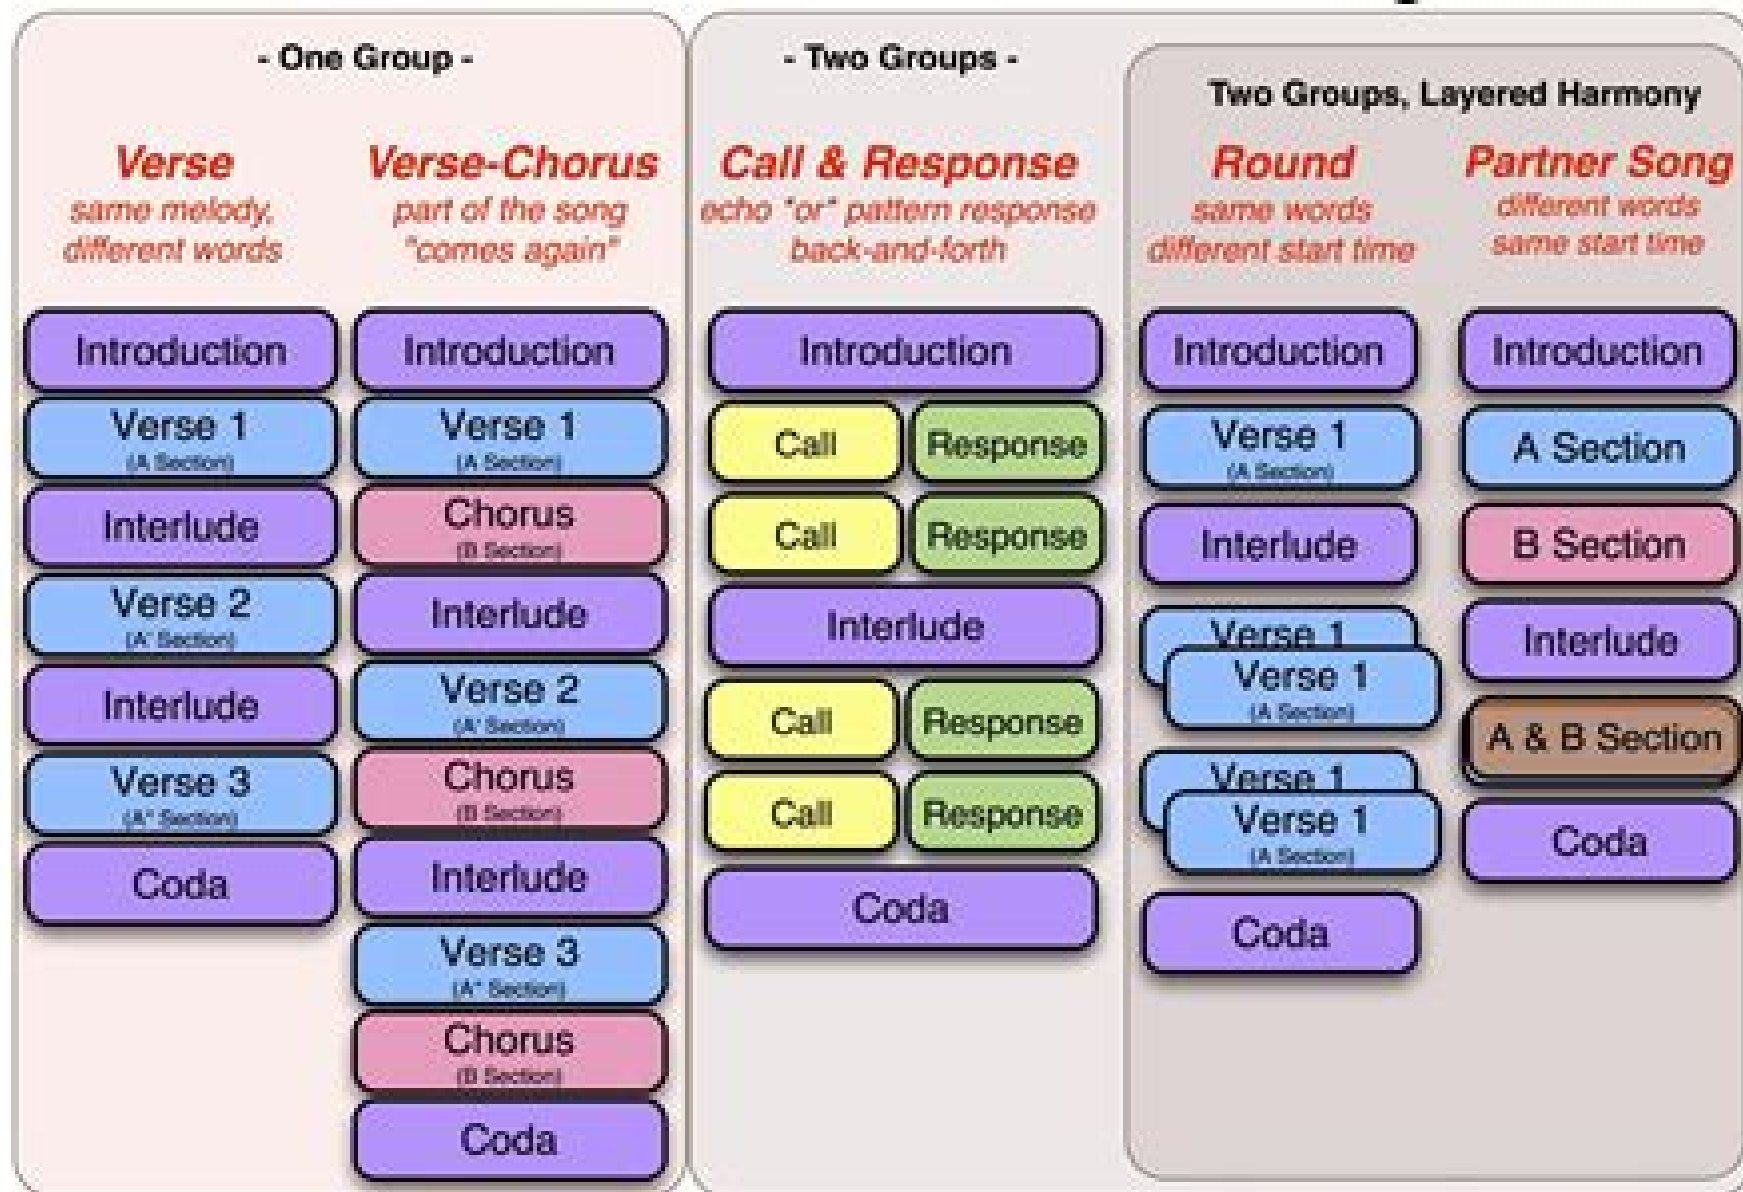 - One Group -
Verse
same melody,
different words
Introduction
Verse 1
(A Section)
Interlude
Verse 2
(A' Section)
Interlude
Verse 3
(A" Section)
Coda
Verse-Chorus
part of the song
"comes again"
Introduction
Verse 1
(A Section)
Chorus
(B Section)
Interlude
Verse 2
(A' Section)
Chorus
(B Section)
Interlude
Verse 3
(A" Section)
Chorus
(B Section)
Coda
- Two Groups -
Call & Response
echo "or" pattern response
back-and-forth
Introduction
Call Response
Call Response
Interlude
Call Response
Call Response
Coda
Two Groups, Layered Harmony
Round
same words
different start time
Introduction
Verse 1
(A Section)
Interlude
Verse 1
Verse 1
(A Section)
Verse 1
Verse 1
(A Section)
Coda
Partner Song
different words
same start time
Introduction
A Section
B Section
Interlude
A & B Section
Coda